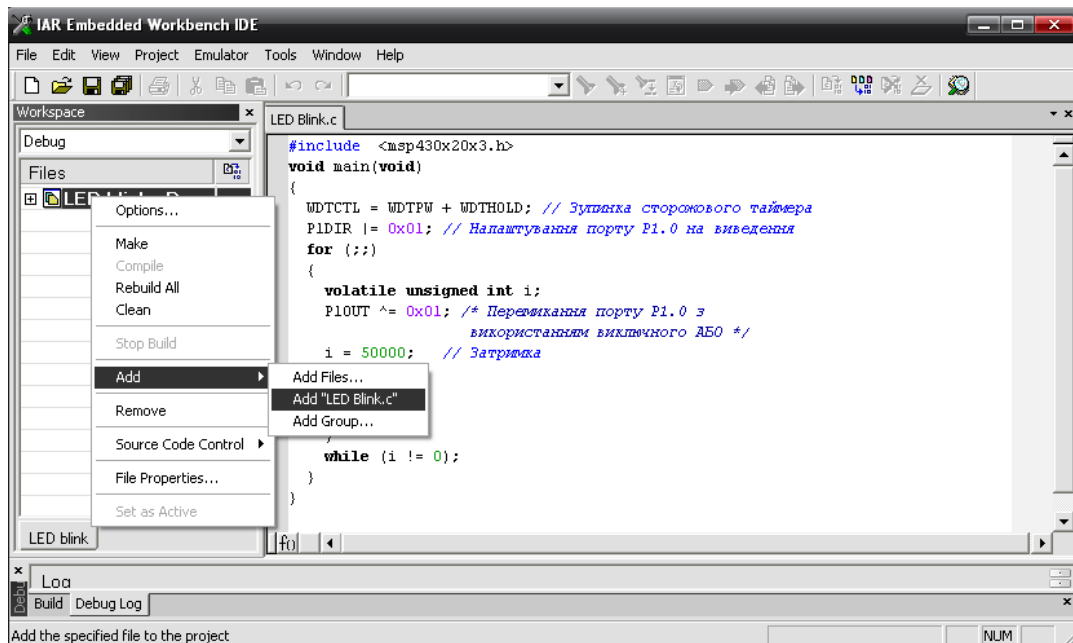 IAR Embedded Workbench IDE
File Edit View Project Emulator Tools Window Help
Workspace
LED Blink.c
Debug
Files
Options...
Make
Compile
Rebuild All
Clean
Stop Build
Add
Remove
Source Code Control
File Properties...
Set as Active
Add Files...
Add "LED Blink.c"
Add Group...
#include <msp430x20x3.h>
void main(void)
{
WDTCTL = WDTPW + WDTHOLD; // Зупинка сторожового таймера
P1DIR |= 0x01; // Налаштування порту P1.0 на виведення
for (;;)
{
volatile unsigned int i;
P1OUT ^= 0x01; /* Перемикання порту P1.0 з
використанням виключного АБО */
i = 50000; // Затримка
while (i != 0);
}
}
LED blink
f()
Log
Debu
Build Debug Log
Add the specified file to the project
NUM